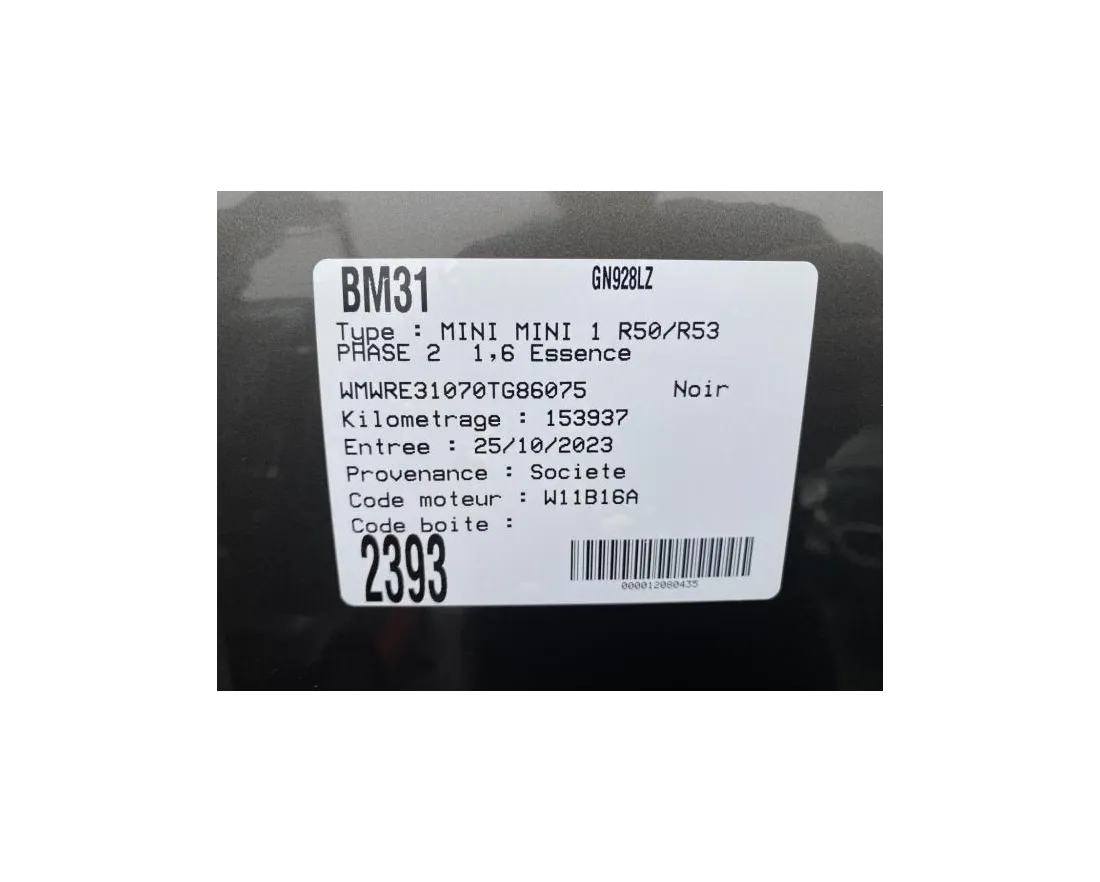 BM31 GN928LZ
Type : MINI MINI 1 R50/R53
PHASE 2 1,6 Essence
WMWRE31070TG86075 Noir
Kilometrage : 153937
Entree : 25/10/2023
Provenance : Societe
Code moteur : W11B16A
Code boite :
2393
000012080435